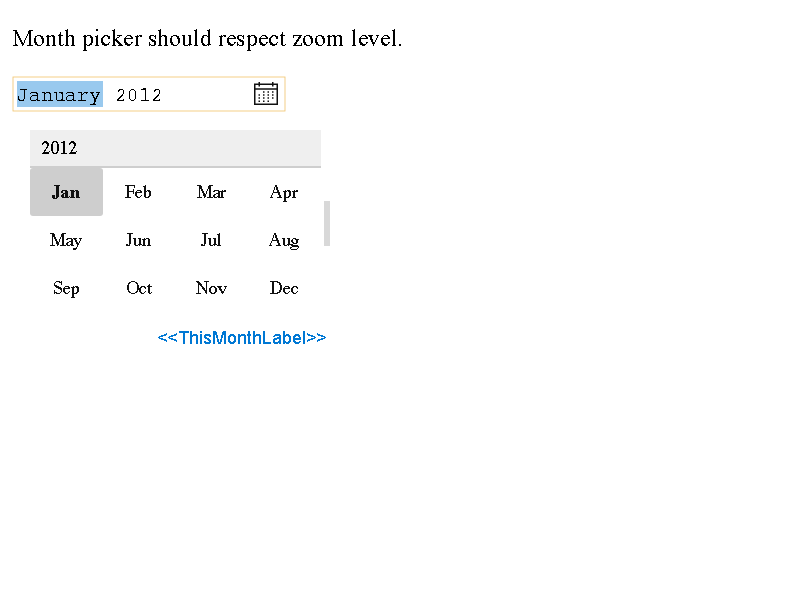 Month picker should respect zoom level.
January 2012
2012
Jan Feb Mar Apr
May Jun Jul Aug
Sep Oct Nov Dec
<<ThisMonthLabel>>